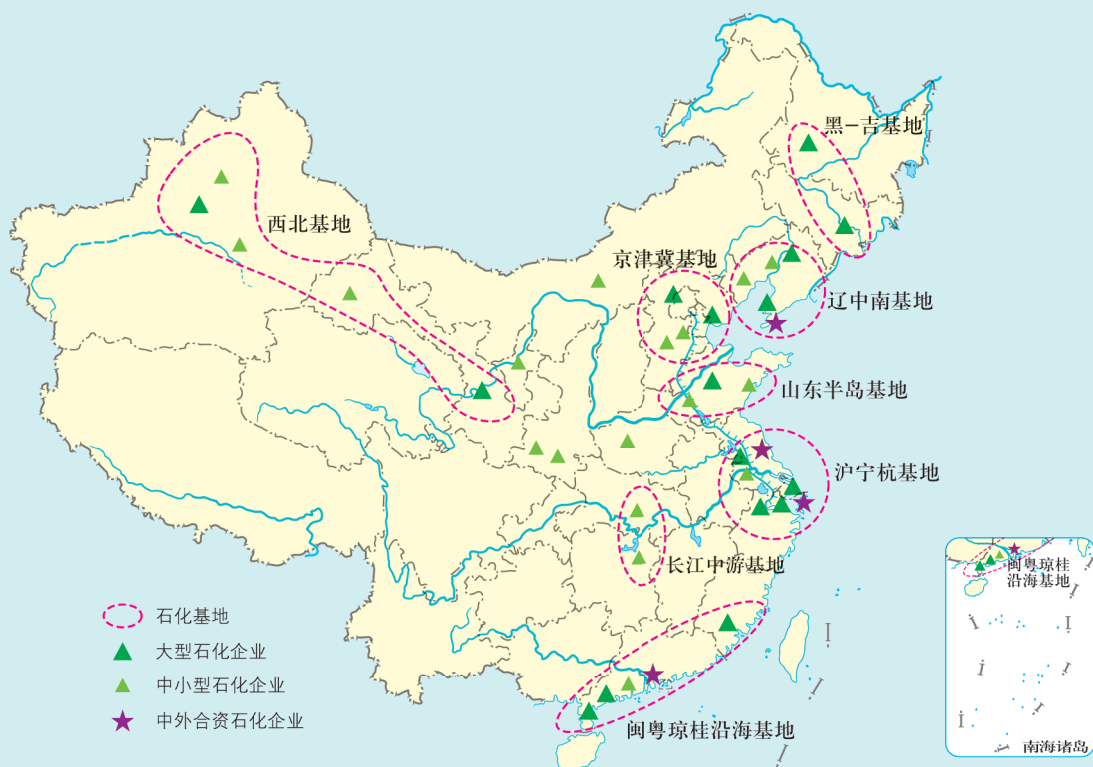 黑-吉基地
西北基地
京津冀基地
辽中南基地
山东半岛基地
沪宁杭基地
长江中游基地
闽粤琼桂
沿海基地
石化基地
大型石化企业
中小型石化企业
中外合资石化企业
闽粤琼桂沿海基地
南海诸岛